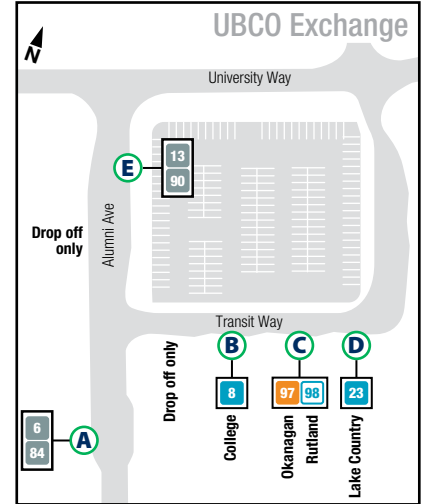 UBCO Exchange
N
University Way
13
90
E
Drop off
only
Alumni Ave
Transit Way
Drop off only
B
C
D
8
97 98
23
College
Okanagan
Rutland
Lake Country
6
84
A